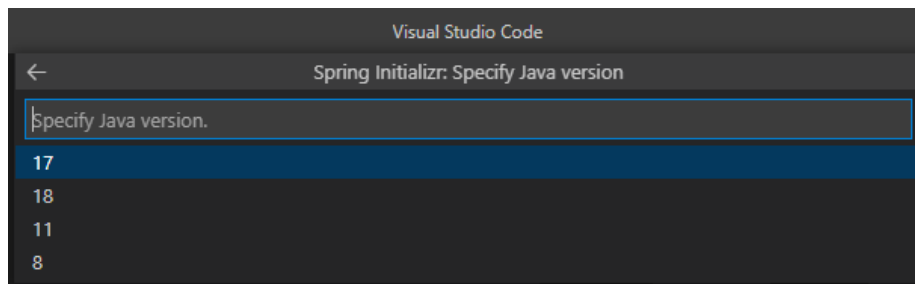 Visual Studio Code
Spring Initializr: Specify Java version
Specify Java version.
17
18
11
8